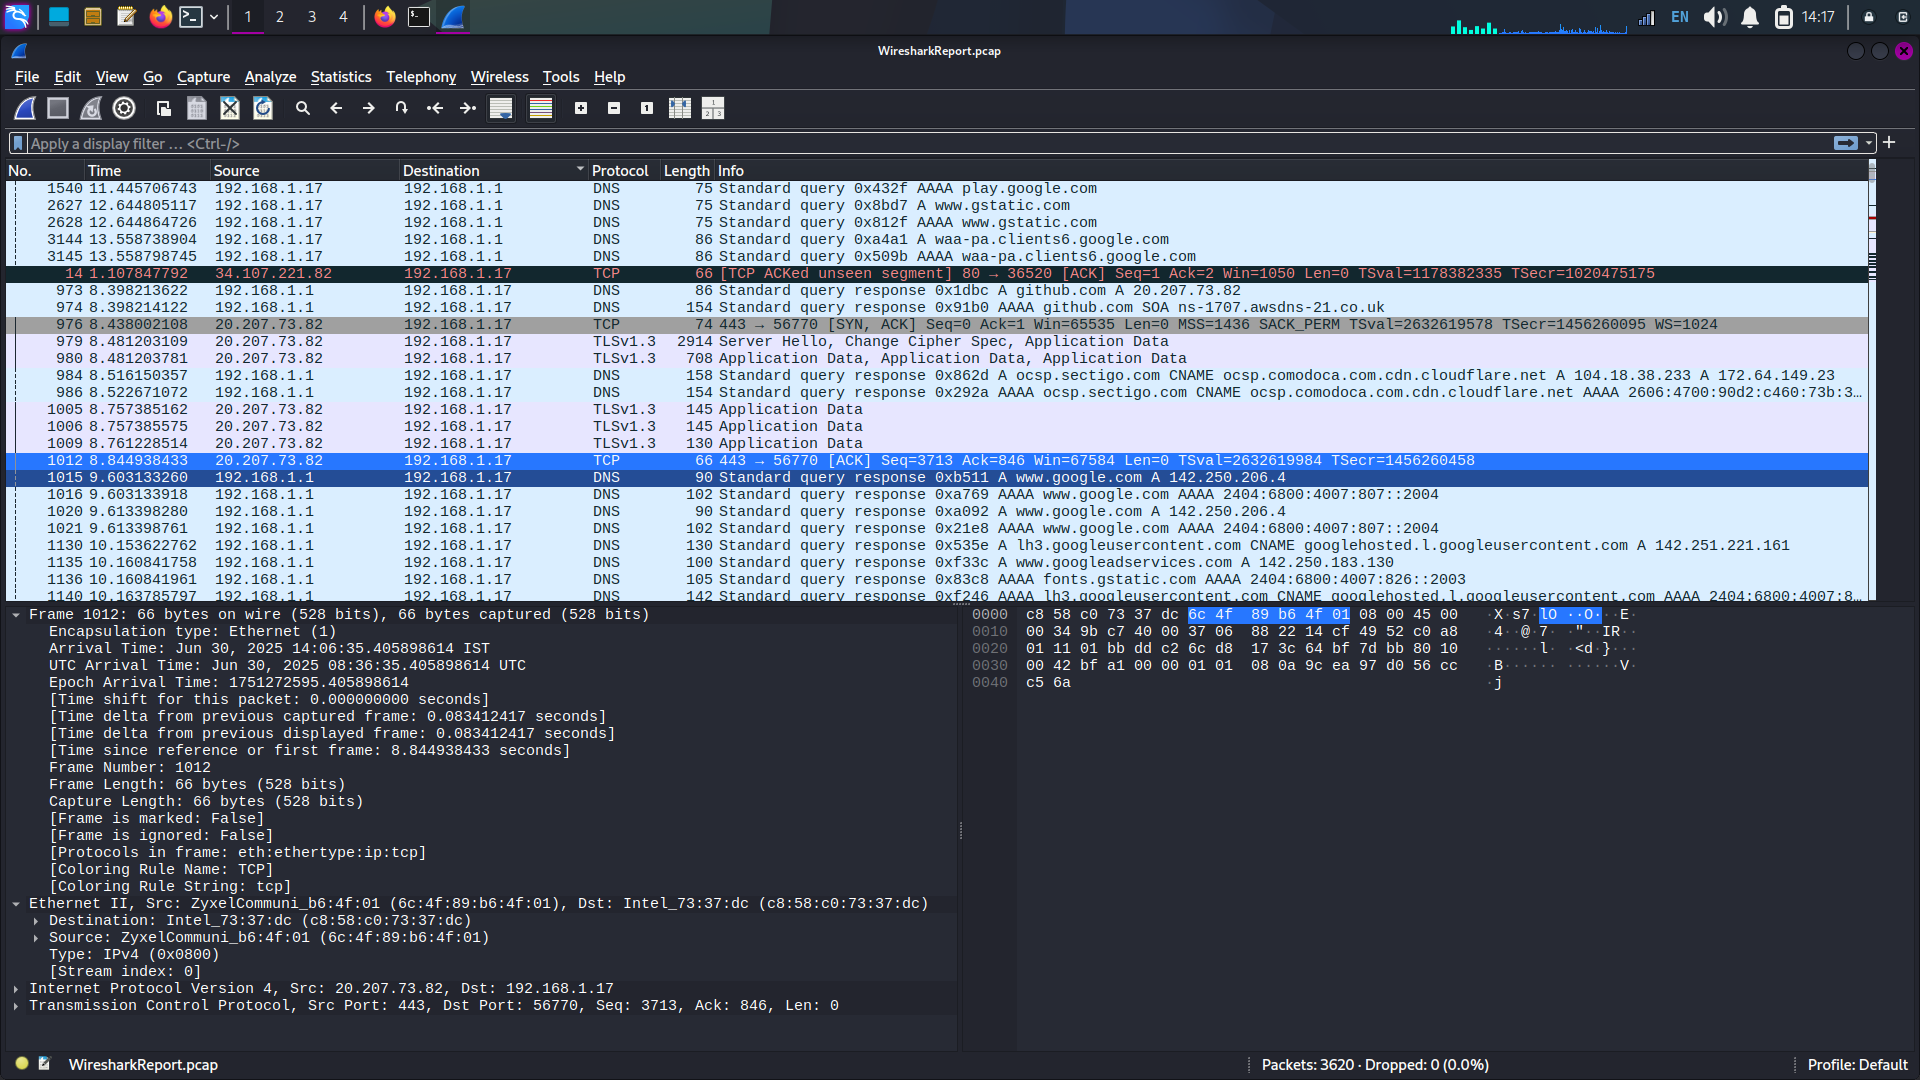 1 2 3 4 EN 14:17
WiresharkReport.pcap
File Edit View Go Capture Analyze Statistics Telephony Wireless Tools Help
Apply a display filter … <Ctrl-/>
No. Time Source Destination Protocol Length Info
1540 11.445706743 192.168.1.17 192.168.1.1 DNS 75 Standard query 0x432f AAAA play.google.com
2627 12.644805117 192.168.1.17 192.168.1.1 DNS 75 Standard query 0x8bd7 A www.gstatic.com
2628 12.644864726 192.168.1.17 192.168.1.1 DNS 75 Standard query 0x812f AAAA www.gstatic.com
3144 13.558738904 192.168.1.17 192.168.1.1 DNS 86 Standard query 0xa4a1 A waa-pa.clients6.google.com
3145 13.558798745 192.168.1.17 192.168.1.1 DNS 86 Standard query 0x509b AAAA waa-pa.clients6.google.com
14 1.107847792 34.107.221.82 192.168.1.17 TCP 66 [TCP ACKed unseen segment] 80 → 36520 [ACK] Seq=1 Ack=2 Win=1050 Len=0 TSval=1178382335 TSecr=1020475175
973 8.398213622 192.168.1.1 192.168.1.17 DNS 86 Standard query response 0x1dbc A github.com A 20.207.73.82
974 8.398214122 192.168.1.1 192.168.1.17 DNS 154 Standard query response 0x91b0 AAAA github.com SOA ns-1707.awsdns-21.co.uk
976 8.438002108 20.207.73.82 192.168.1.17 TCP 74 443 → 56770 [SYN, ACK] Seq=0 Ack=1 Win=65535 Len=0 MSS=1436 SACK_PERM TSval=2632619578 TSecr=1456260095 WS=1024
979 8.481203109 20.207.73.82 192.168.1.17 TLSv1.3 2914 Server Hello, Change Cipher Spec, Application Data
980 8.481203781 20.207.73.82 192.168.1.17 TLSv1.3 708 Application Data, Application Data, Application Data
984 8.516150357 192.168.1.1 192.168.1.17 DNS 158 Standard query response 0x862d A ocsp.sectigo.com CNAME ocsp.comodoca.com.cdn.cloudflare.net A 104.18.38.233 A 172.64.149.23
986 8.522671072 192.168.1.1 192.168.1.17 DNS 154 Standard query response 0x292a AAAA ocsp.sectigo.com CNAME ocsp.comodoca.com.cdn.cloudflare.net AAAA 2606:4700:90d2:c460:73b:3…
1005 8.757385162 20.207.73.82 192.168.1.17 TLSv1.3 145 Application Data
1006 8.757385575 20.207.73.82 192.168.1.17 TLSv1.3 145 Application Data
1009 8.761228514 20.207.73.82 192.168.1.17 TLSv1.3 130 Application Data
1012 8.844938433 20.207.73.82 192.168.1.17 TCP 66 443 → 56770 [ACK] Seq=3713 Ack=846 Win=67584 Len=0 TSval=2632619984 TSecr=1456260458
1015 9.603133260 192.168.1.1 192.168.1.17 DNS 90 Standard query response 0xb511 A www.google.com A 142.250.206.4
1016 9.603133918 192.168.1.1 192.168.1.17 DNS 102 Standard query response 0xa769 AAAA www.google.com AAAA 2404:6800:4007:807::2004
1020 9.613398280 192.168.1.1 192.168.1.17 DNS 90 Standard query response 0xa092 A www.google.com A 142.250.206.4
1021 9.613398761 192.168.1.1 192.168.1.17 DNS 102 Standard query response 0x21e8 AAAA www.google.com AAAA 2404:6800:4007:807::2004
1130 10.153622762 192.168.1.1 192.168.1.17 DNS 130 Standard query response 0x535e A lh3.googleusercontent.com CNAME googlehosted.l.googleusercontent.com A 142.251.221.161
1135 10.160841758 192.168.1.1 192.168.1.17 DNS 100 Standard query response 0xf33c A www.googleadservices.com A 142.250.183.130
1136 10.160841961 192.168.1.1 192.168.1.17 DNS 105 Standard query response 0x83c8 AAAA fonts.gstatic.com AAAA 2404:6800:4007:826::2003
1140 10.163785797 192.168.1.1 192.168.1.17 DNS 142 Standard query response 0xf246 AAAA lh3.googleusercontent.com CNAME googlehosted.l.googleusercontent.com AAAA 2404:6800:4007:8…
Frame 1012: 66 bytes on wire (528 bits), 66 bytes captured (528 bits)
Encapsulation type: Ethernet (1)
Arrival Time: Jun 30, 2025 14:06:35.405898614 IST
UTC Arrival Time: Jun 30, 2025 08:36:35.405898614 UTC
Epoch Arrival Time: 1751272595.405898614
[Time shift for this packet: 0.000000000 seconds]
[Time delta from previous captured frame: 0.083412417 seconds]
[Time delta from previous displayed frame: 0.083412417 seconds]
[Time since reference or first frame: 8.844938433 seconds]
Frame Number: 1012
Frame Length: 66 bytes (528 bits)
Capture Length: 66 bytes (528 bits)
[Frame is marked: False]
[Frame is ignored: False]
[Protocols in frame: eth:ethertype:ip:tcp]
[Coloring Rule Name: TCP]
[Coloring Rule String: tcp]
Ethernet II, Src: ZyxelCommuni_b6:4f:01 (6c:4f:89:b6:4f:01), Dst: Intel_73:37:dc (c8:58:c0:73:37:dc)
Destination: Intel_73:37:dc (c8:58:c0:73:37:dc)
Source: ZyxelCommuni_b6:4f:01 (6c:4f:89:b6:4f:01)
Type: IPv4 (0x0800)
[Stream index: 0]
Internet Protocol Version 4, Src: 20.207.73.82, Dst: 192.168.1.17
Transmission Control Protocol, Src Port: 443, Dst Port: 56770, Seq: 3713, Ack: 846, Len: 0
0000 c8 58 c0 73 37 dc 6c 4f 89 b6 4f 01 08 00 45 00 ·X·s7·lO ··O···E·
0010 00 34 9b c7 40 00 37 06 88 22 14 cf 49 52 c0 a8 ·4··@·7· ·"··IR··
0020 01 11 01 bb dd c2 6c d8 17 3c 64 bf 7d bb 80 10 ······l· ·<d·}···
0030 00 42 bf a1 00 00 01 01 08 0a 9c ea 97 d0 56 cc ·B······ ······V·
0040 c5 6a ·j
WiresharkReport.pcap Packets: 3620 · Dropped: 0 (0.0%) Profile: Default